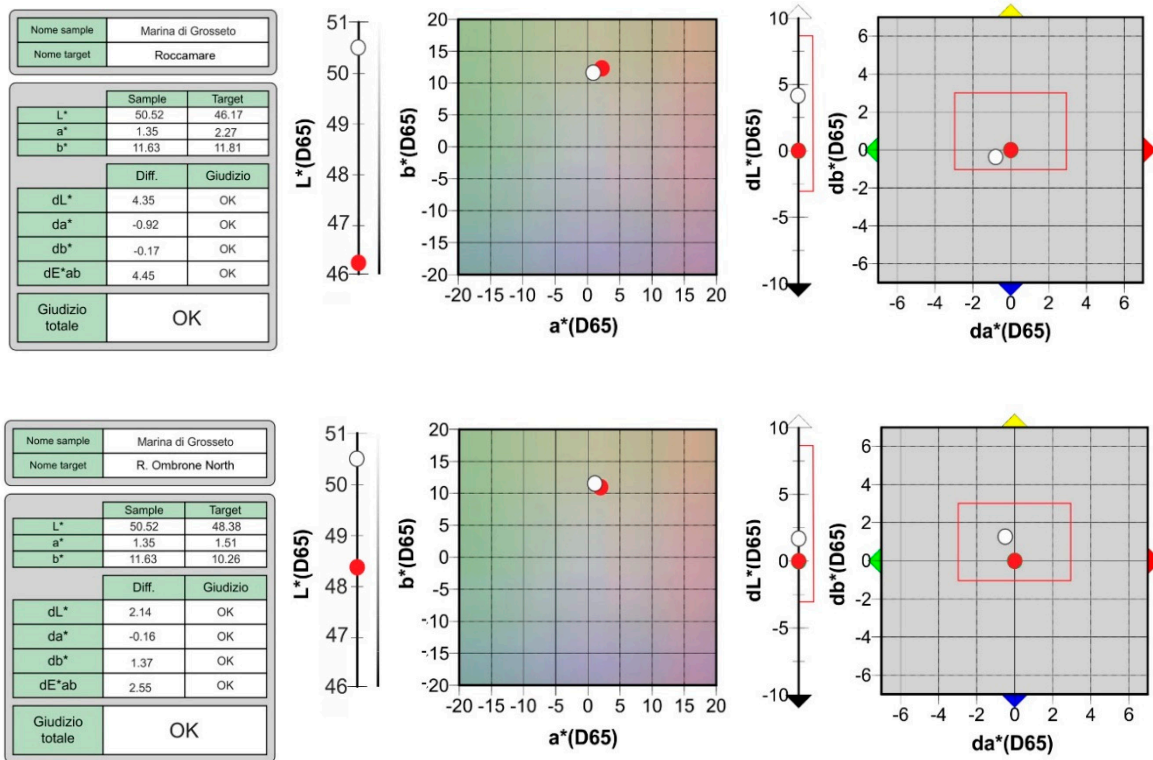 Nome sample Marina di Grosseto
Nome target Roccamare
Sample Target
L* 50.52 46.17
a* 1.35 2.27
b* 11.63 11.81
Diff. Giudizio
dL* 4.35 OK
da* -0.92 OK
db* -0.17 OK
dE*ab 4.45 OK
Giudizio
totale
OK
L*(D65)
51
50
49
48
47
46
b*(D65)
20
15
10
5
0
-5
-10
-15
-20
-20 -15 -10 -5 0 5 10 15 20
a*(D65)
dL*(D65)
10
5
0
-5
-10
db*(D65)
6
4
2
0
-2
-4
-6
-6 -4 -2 0 2 4 6
da*(D65)
Nome sample Marina di Grosseto
Nome target R. Ombrone North
Sample Target
L* 50.52 48.38
a* 1.35 1.51
b* 11.63 10.26
Diff. Giudizio
dL* 2.14 OK
da* -0.16 OK
db* 1.37 OK
dE*ab 2.55 OK
Giudizio
totale
OK
L*(D65)
51
50
49
48
47
46
b*(D65)
20
15
10
5
0
-5
-10
-15
-20
-20 -15 -10 -5 0 5 10 15 20
a*(D65)
dL*(D65)
10
5
0
-5
-10
db*(D65)
6
4
2
0
-2
-4
-6
-6 -4 -2 0 2 4 6
da*(D65)